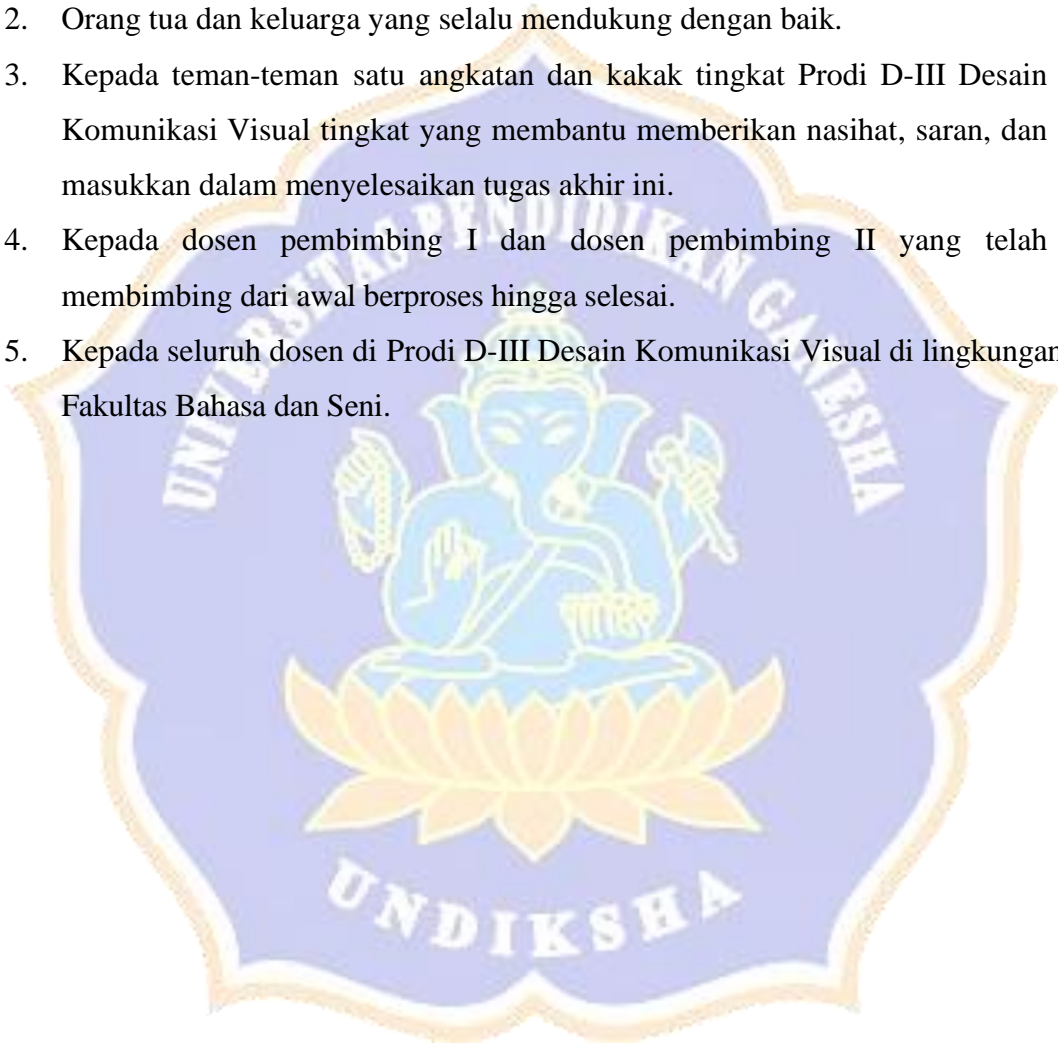 2. Orang tua dan keluarga yang selalu mendukung dengan baik.
3. Kepada teman-teman satu angkatan dan kakak tingkat Prodi D-III Desain
Komunikasi Visual tingkat yang membantu memberikan nasihat, saran, dan
masukkan dalam menyelesaikan tugas akhir ini.
4. Kepada dosen pembimbing I dan dosen pembimbing II yang telah
membimbing dari awal berproses hingga selesai.
5. Kepada seluruh dosen di Prodi D-III Desain Komunikasi Visual di lingkungan
Fakultas Bahasa dan Seni.
UNIVERSITAS PENDIDIKAN GANESHA
UNDIKSHA